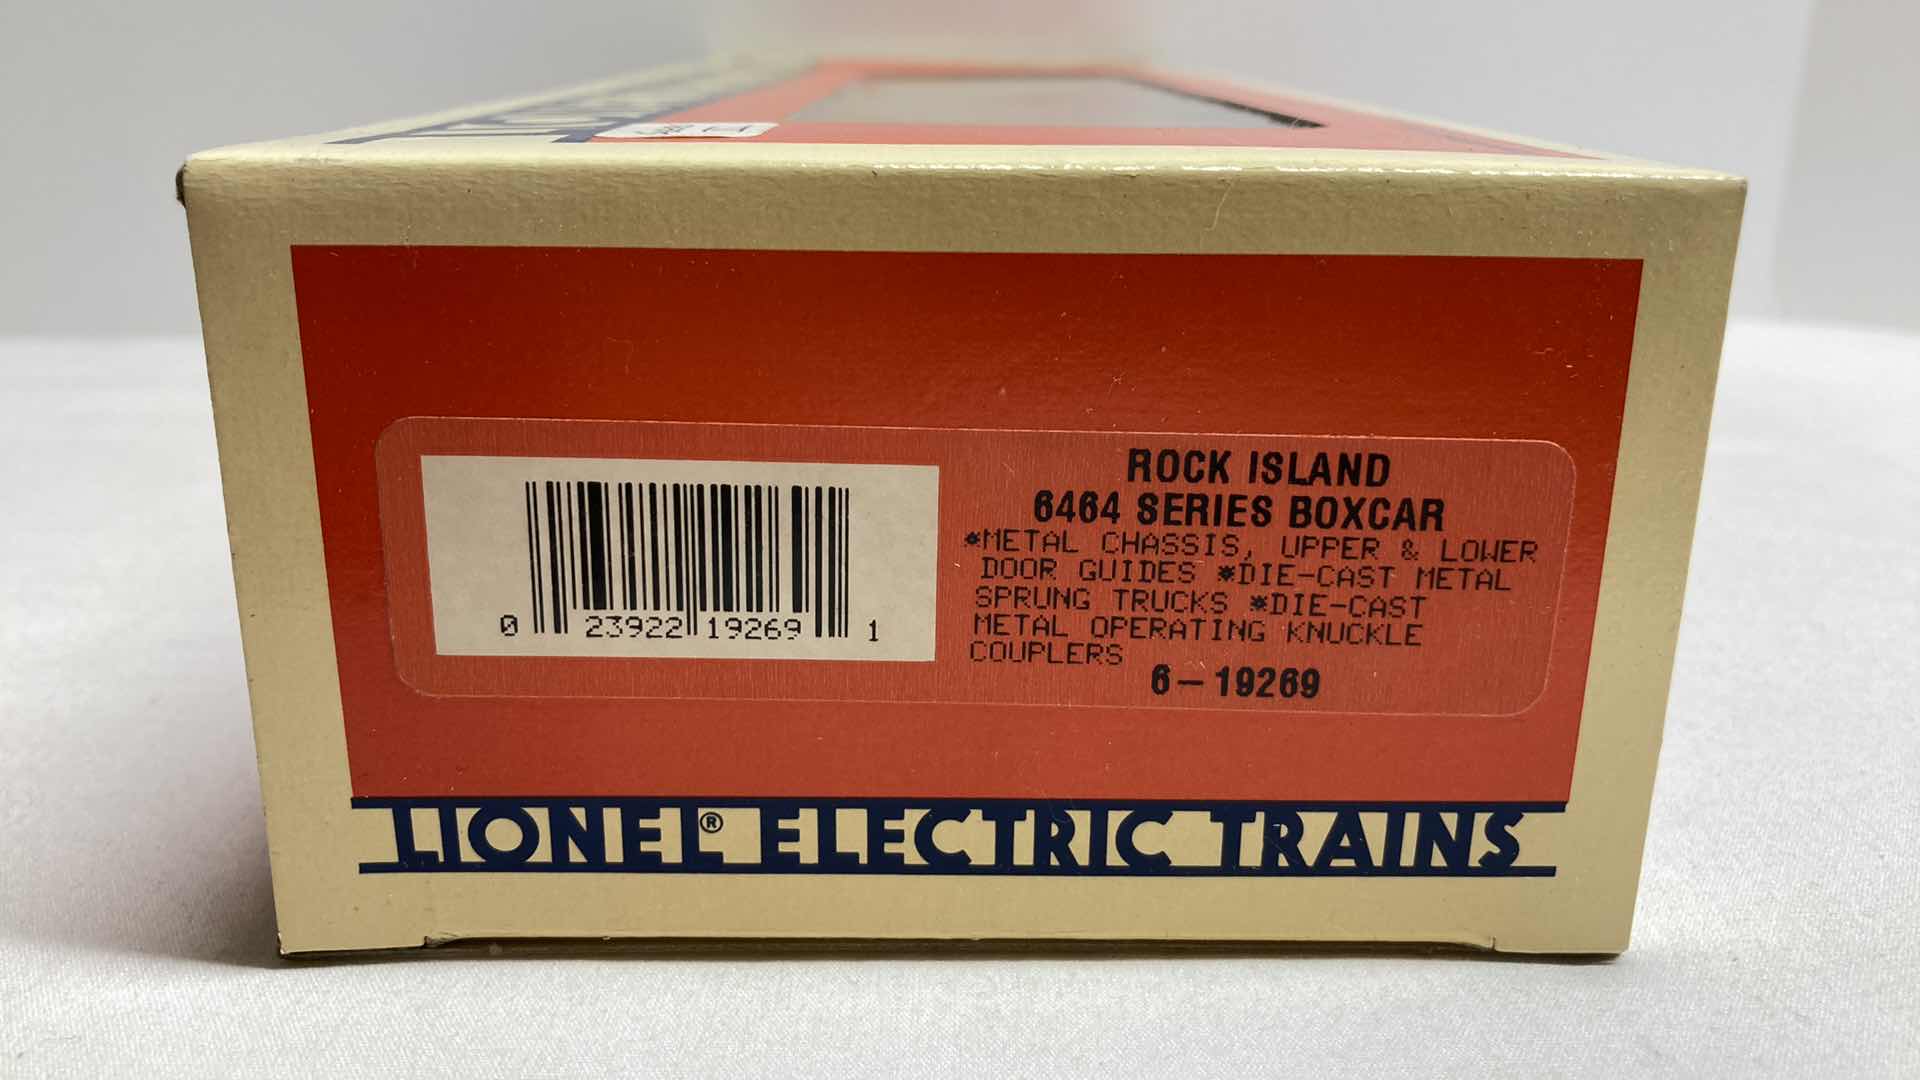 ROCK ISLAND
6464 SERIES BOXCAR
*METAL CHASSIS, UPPER & LOWER
DOOR GUIDES *DIE-CAST METAL
SPRUNG TRUCKS *DIE-CAST
METAL OPERATING KNUCKLE
COUPLERS
6-19269
0 23922 19269 1
LIONEL® ELECTRIC TRAINS